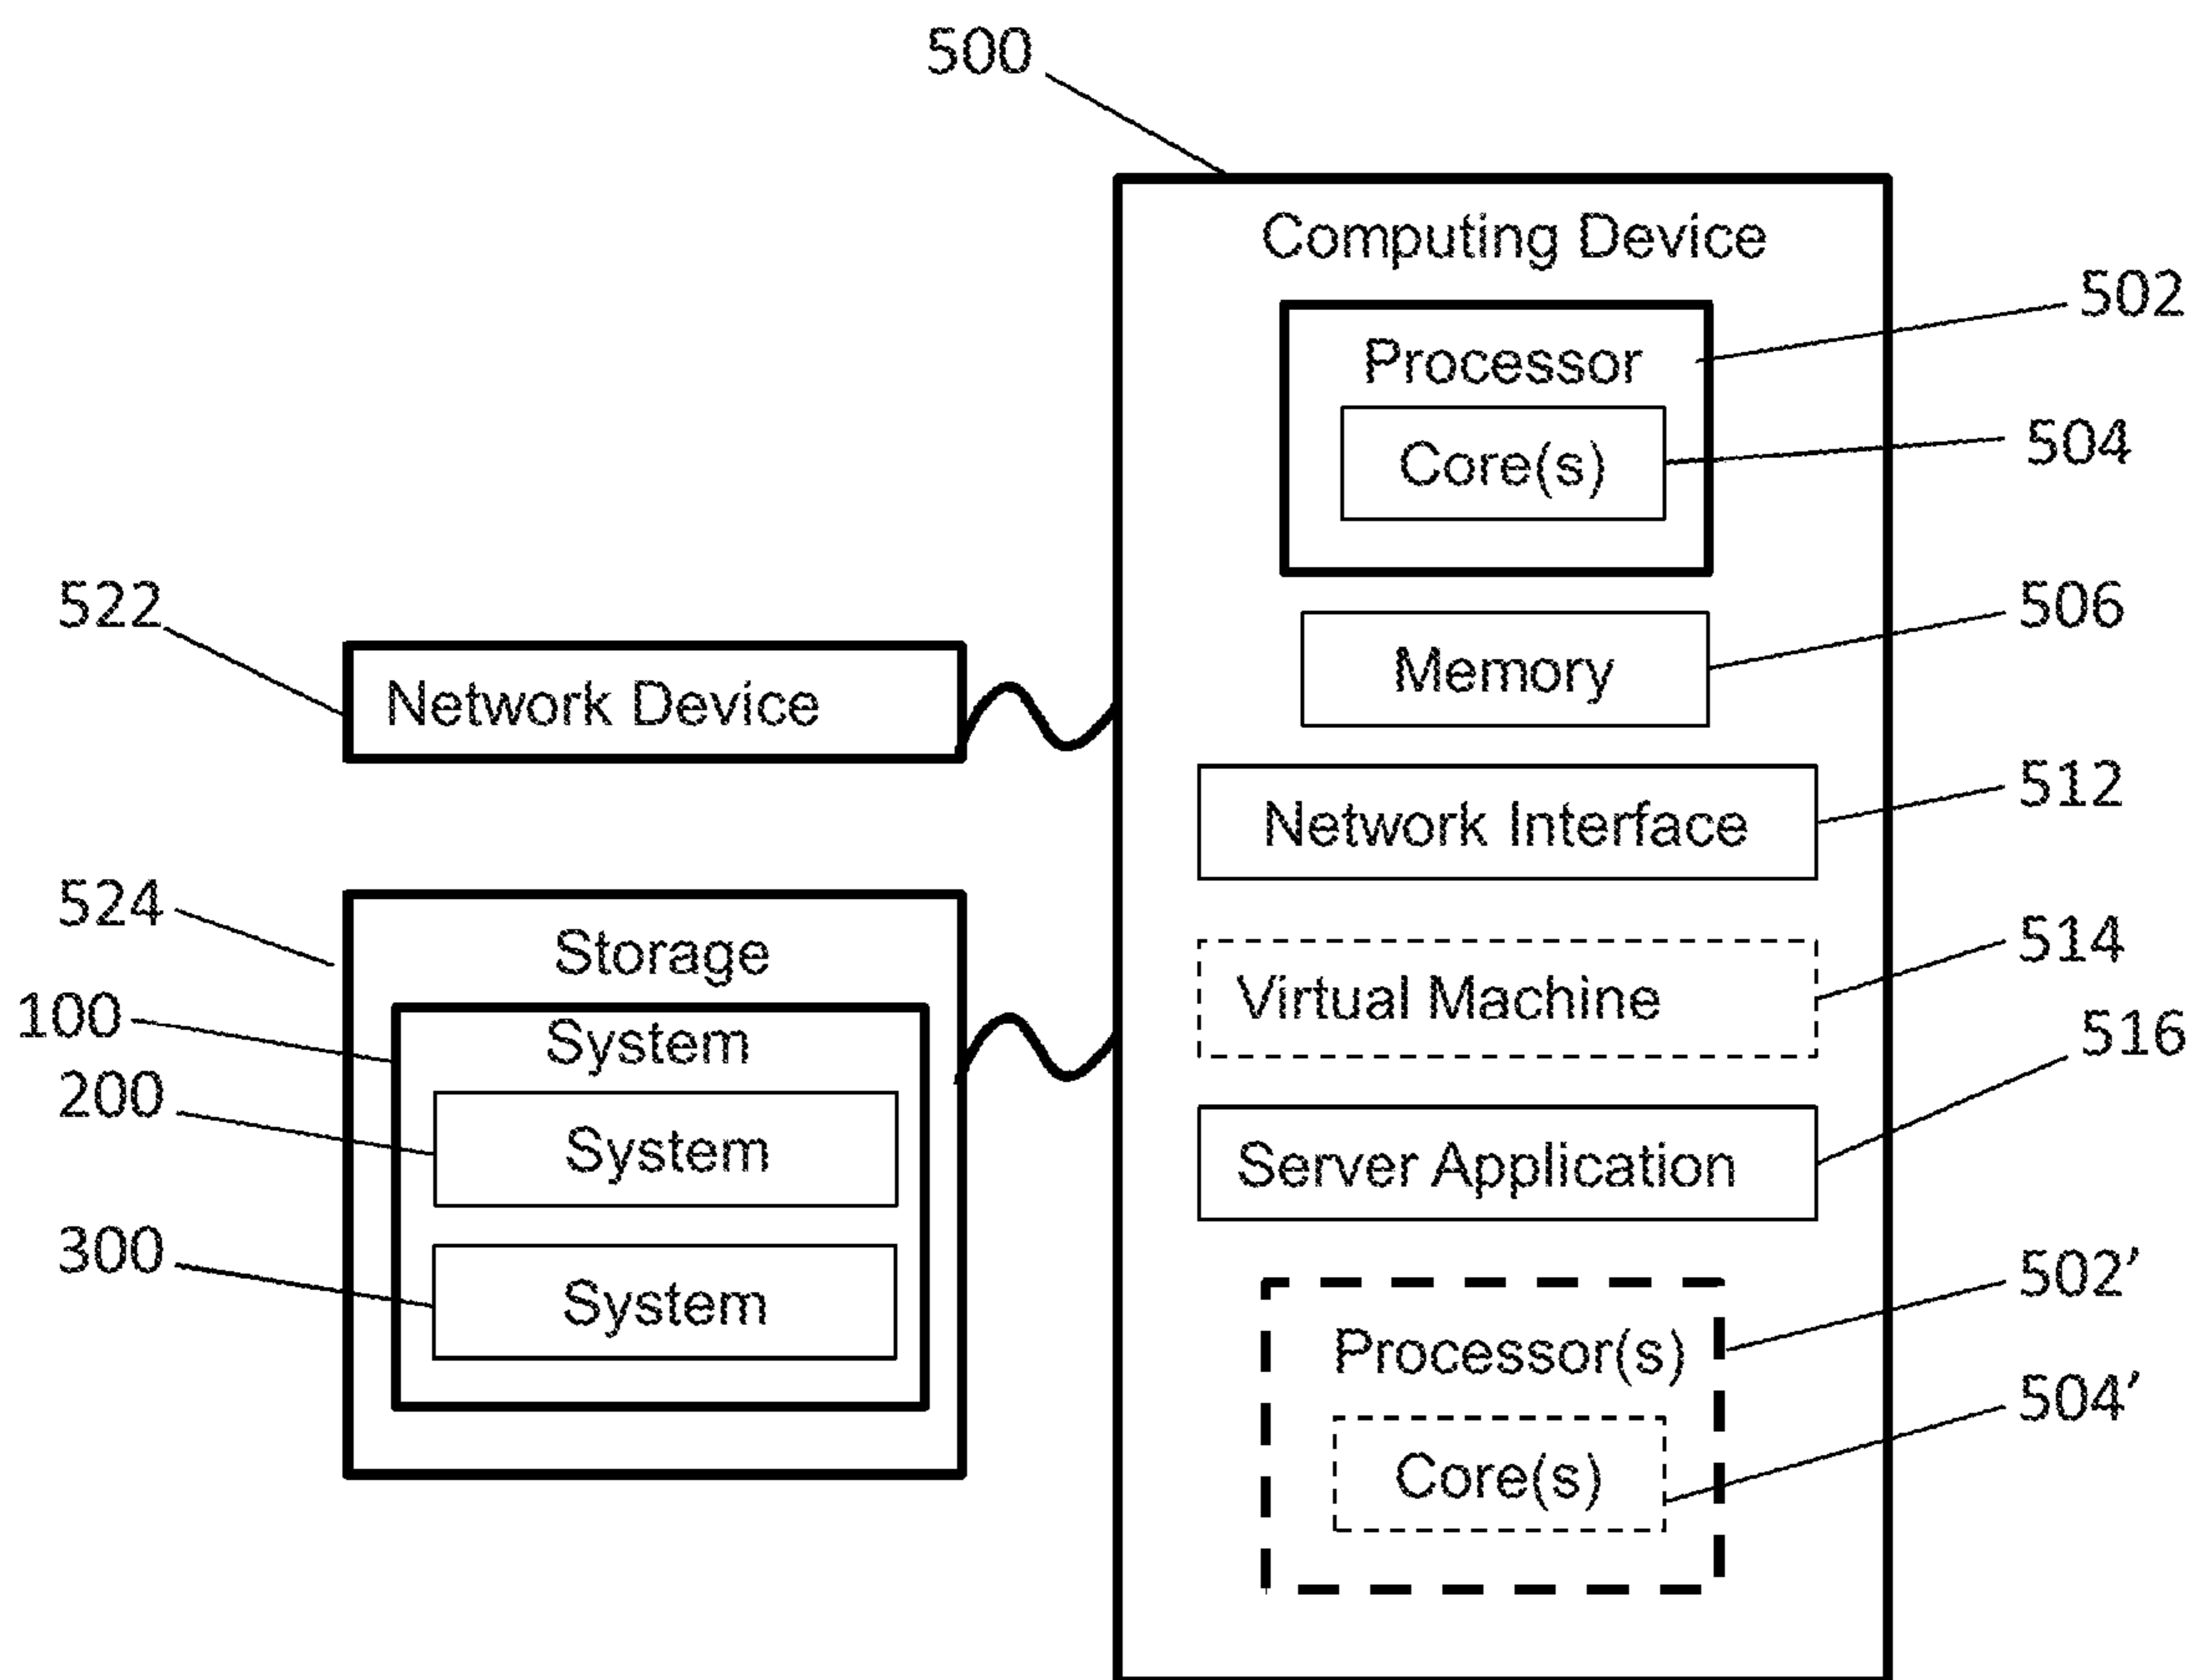 500
Computing Device
502
Processor
504
Core(s)
522
506
Network Device
Memory
512
Network Interface
524
514
Storage
Virtual Machine
100
System
516
200
System
Server Application
300
System
502’
Processor(s)
504’
Core(s)